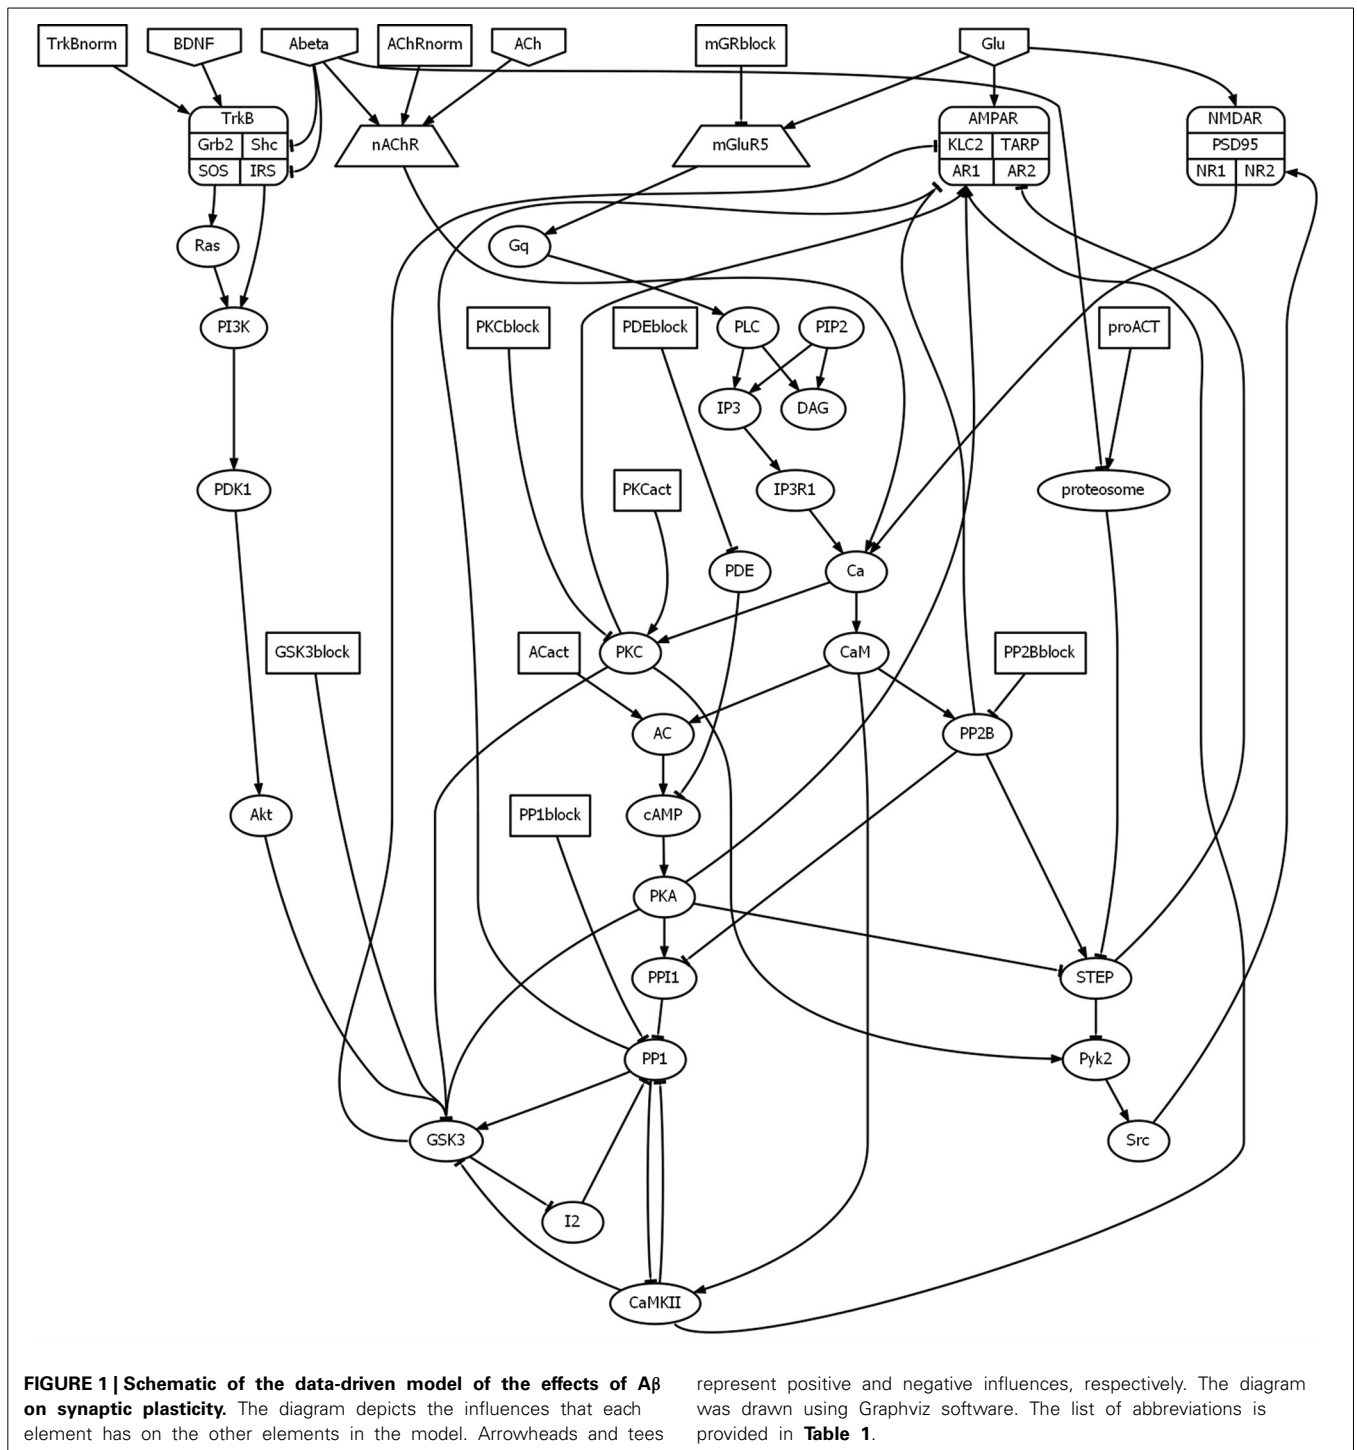 TrkBnorm BDNF Abeta AChRnorm ACh mGRblock Glu
TrkB AMPAR NMDAR
Grb2 Shc nAChR mGluR5 KLC2 TARP PSD95
SOS IRS AR1 AR2 NR1 NR2
Ras Gq
PI3K PKCblock PDEblock PLC PIP2 proACT
IP3 DAG
PDK1 PKCact IP3R1 proteosome
PDE Ca
GSK3block PKC ACact CaM PP2Bblock
AC PP2B
Akt PP1block cAMP
PKA
PPI1 STEP
PP1 Pyk2
GSK3 Src
I2
CaMKII
FIGURE 1 | Schematic of the data-driven model of the effects of Aβ
on synaptic plasticity. The diagram depicts the influences that each
element has on the other elements in the model. Arrowheads and tees
represent positive and negative influences, respectively. The diagram
was drawn using Graphviz software. The list of abbreviations is
provided in Table 1.